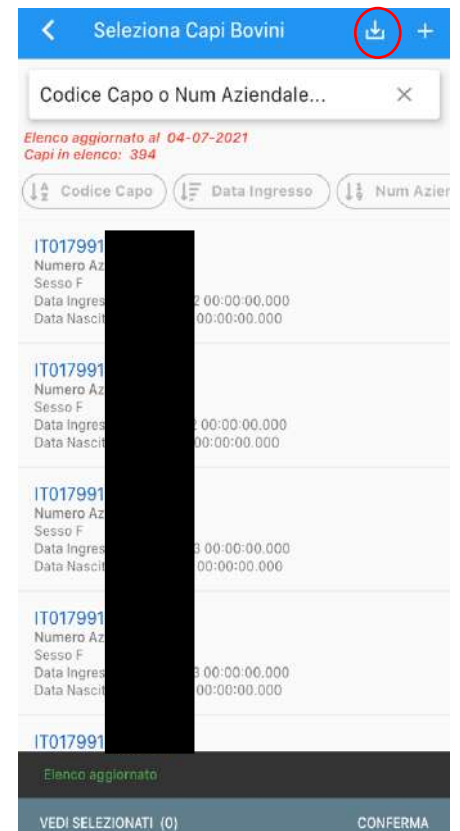 Seleziona Capi Bovini
Codice Capo o Num Aziendale...
Elenco aggiornato al 04-07-2021
Capi in elenco: 394
Codice Capo Data Ingresso Num Azier
IT017991
Numero Az
Sesso F
Data Ingres 2 00:00:00.000
Data Nascit 00:00:00.000
IT017991
Numero Az
Sesso F
Data Ingres 2 00:00:00.000
Data Nascit 00:00:00.000
IT017991
Numero Az
Sesso F
Data Ingres 3 00:00:00.000
Data Nascit 00:00:00.000
IT017991
Numero Az
Sesso F
Data Ingres 3 00:00:00.000
Data Nascit 00:00:00.000
IT017991
Elenco aggiornato
VEDI SELEZIONATI (0) CONFERMA